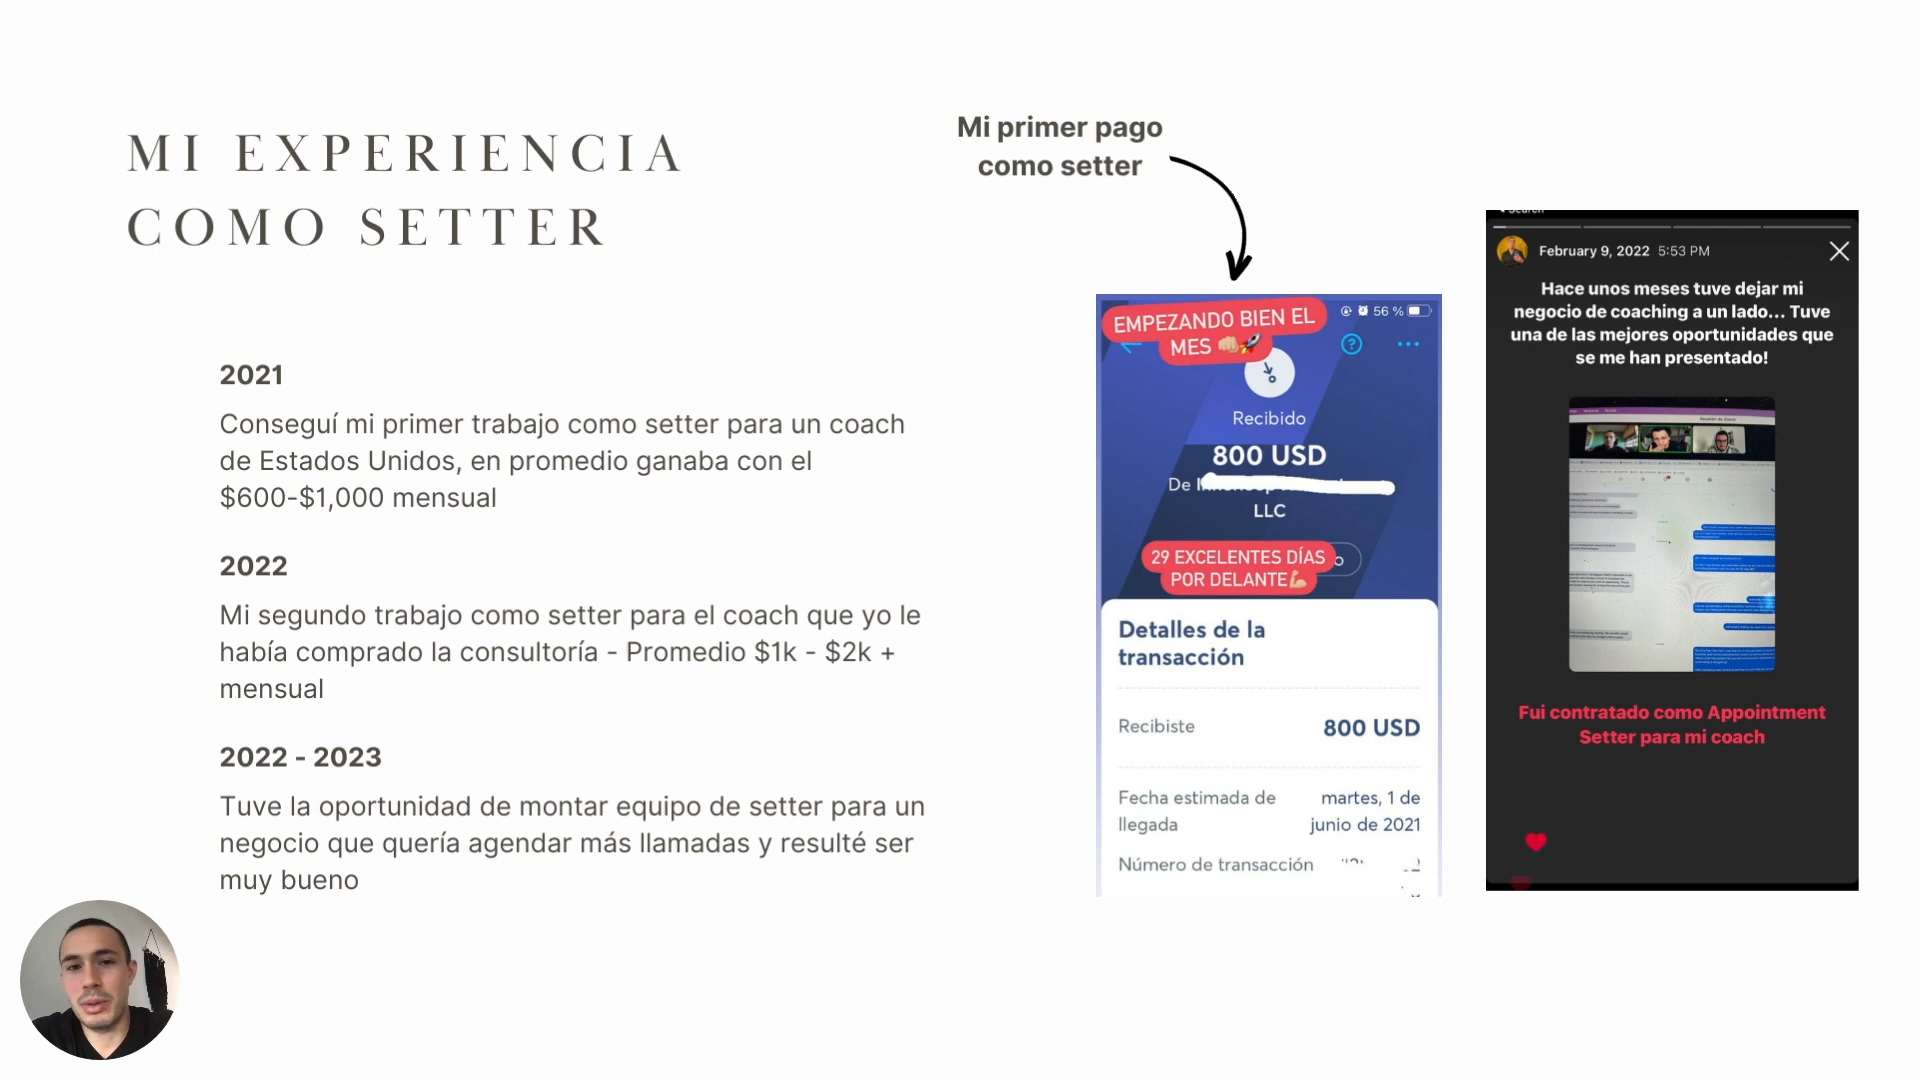 MI EXPERIENCIA
COMO SETTER
2021
Conseguí mi primer trabajo como setter para un coach
de Estados Unidos, en promedio ganaba con el
$600-$1,000 mensual
2022
Mi segundo trabajo como setter para el coach que yo le
había comprado la consultoría - Promedio $1k - $2k +
mensual
2022 - 2023
Tuve la oportunidad de montar equipo de setter para un
negocio que quería agendar más llamadas y resulté ser
muy bueno
Mi primer pago
como setter
56 %
EMPEZANDO BIEN EL
MES 👊🏼🚀
Recibido
800 USD
De
LLC
29 EXCELENTES DÍAS
POR DELANTE💪🏼
Detalles de la
transacción
Recibiste 800 USD
Fecha estimada de martes, 1 de
llegada junio de 2021
Número de transacción
Search
February 9, 2022 5:53 PM
Hace unos meses tuve dejar mi
negocio de coaching a un lado... Tuve
una de las mejores oportunidades que
se me han presentado!
Fui contratado como Appointment
Setter para mi coach